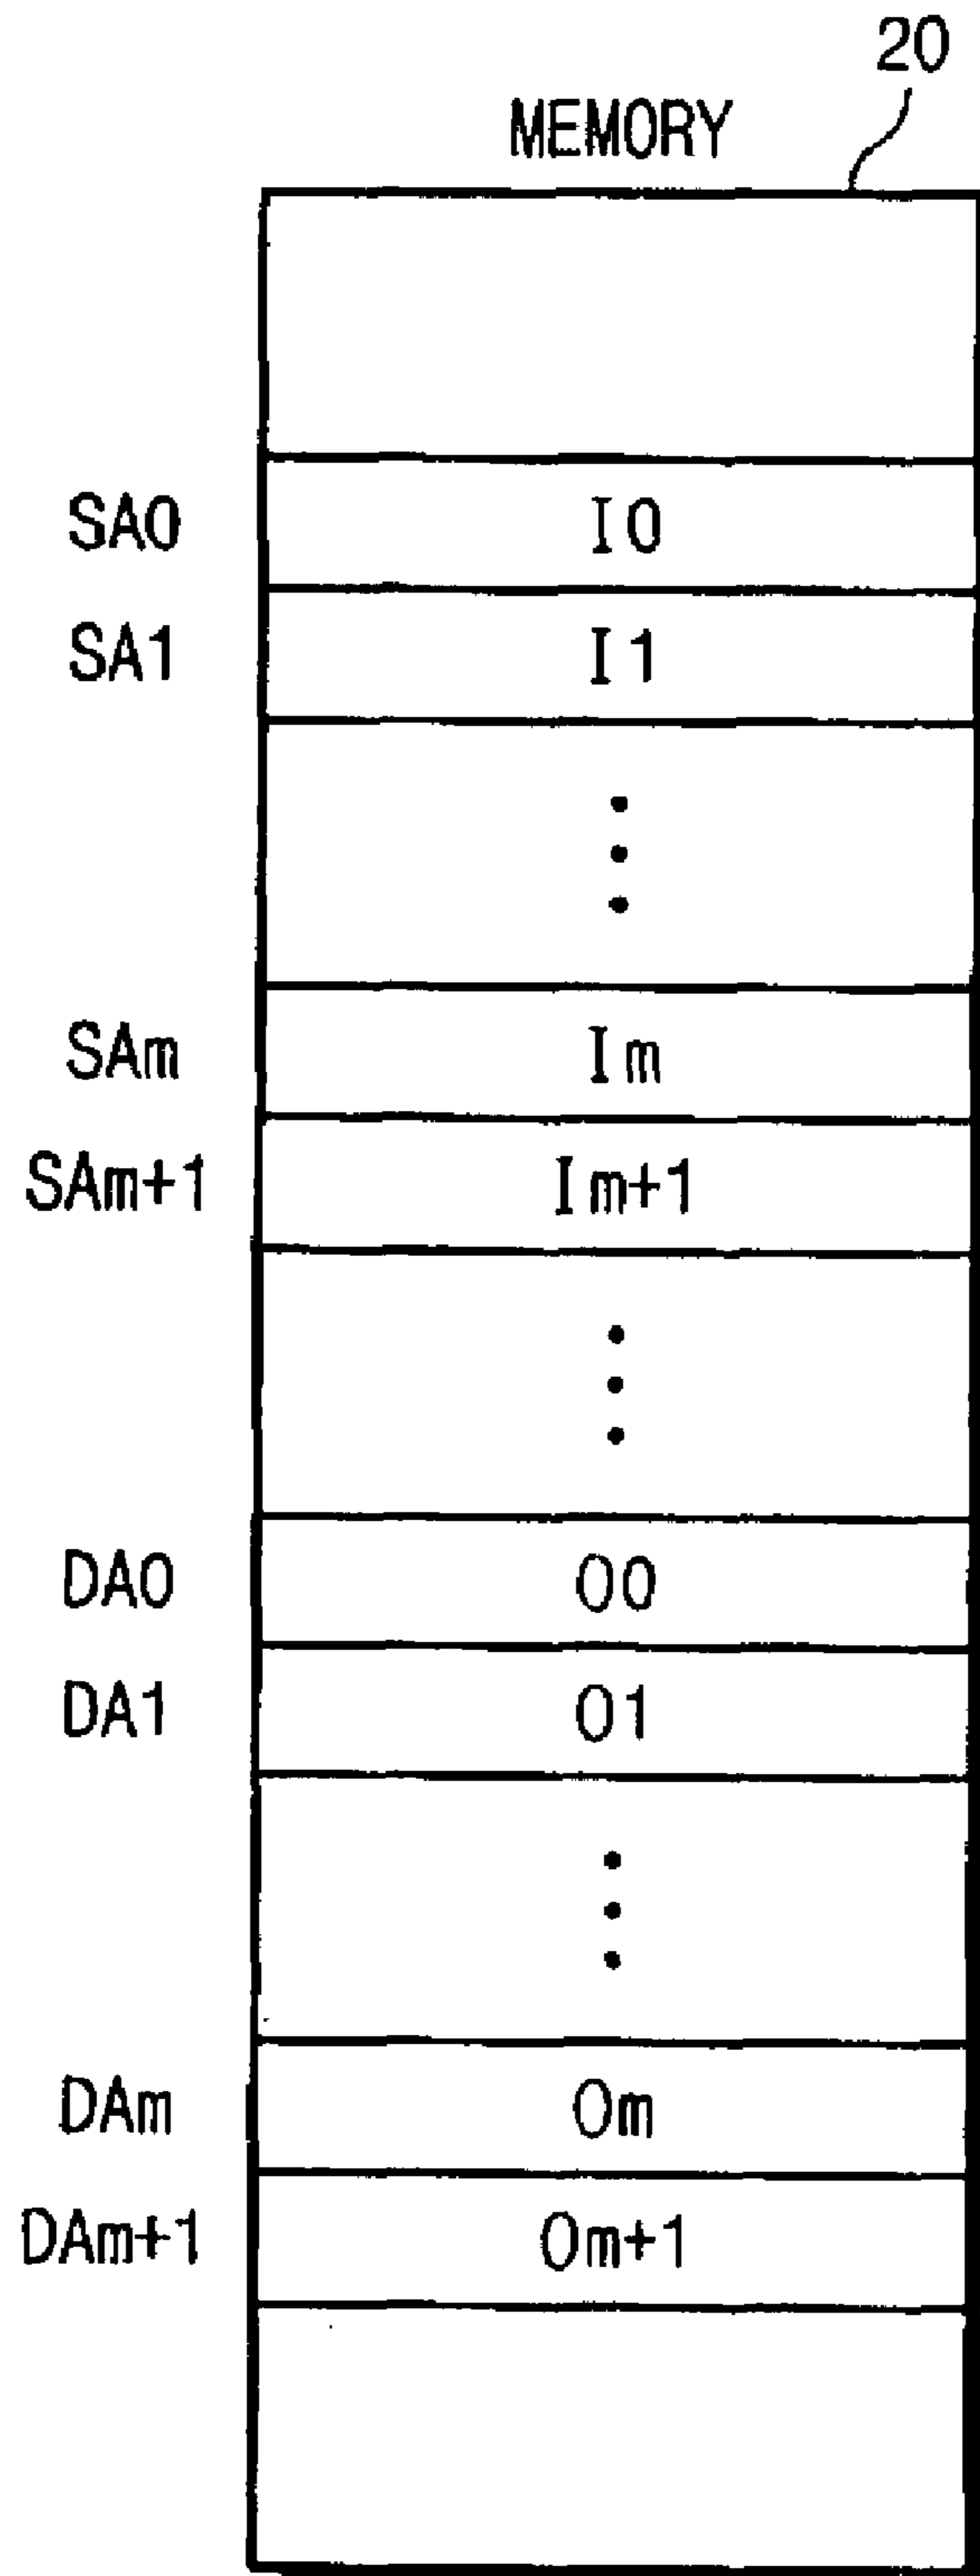 20
MEMORY
SA0 I0
SA1 I1
SAm Im
SAm+1 Im+1
DA0 O0
DA1 O1
DAm Om
DAm+1 Om+1